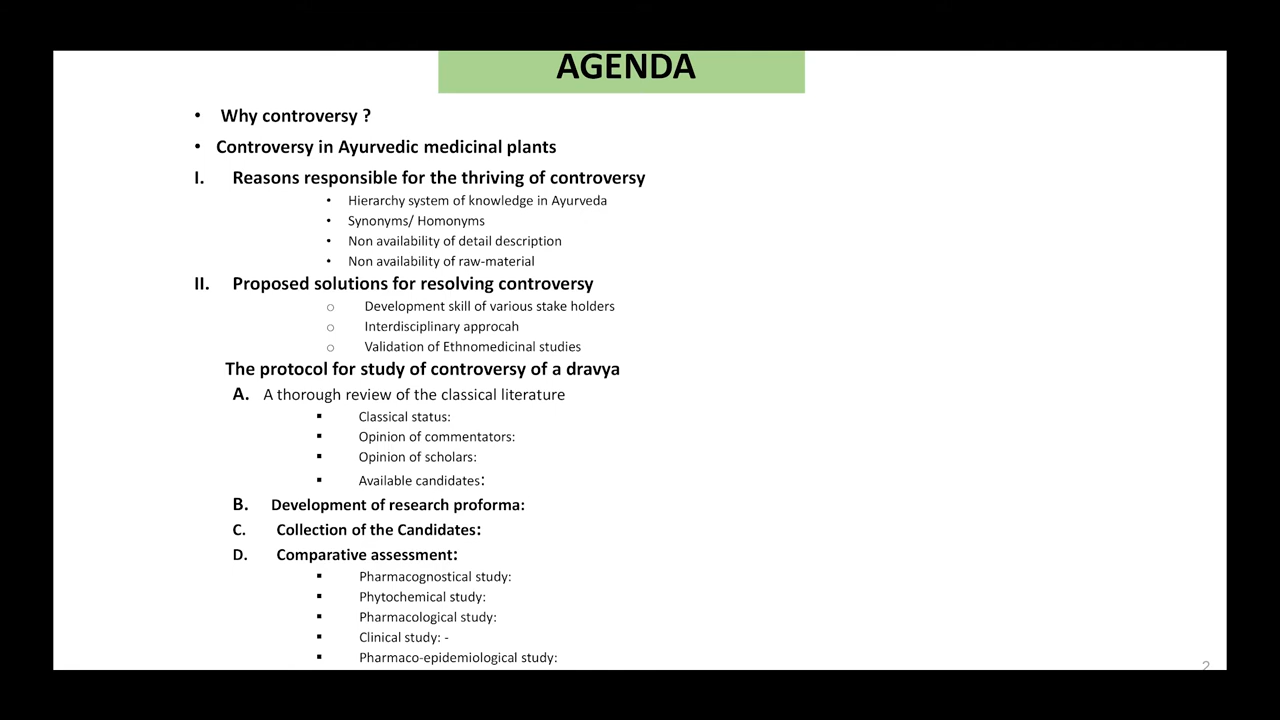 AGENDA
• Why controversy ?
• Controversy in Ayurvedic medicinal plants
I. Reasons responsible for the thriving of controversy
• Hierarchy system of knowledge in Ayurveda
• Synonyms/ Homonyms
• Non availability of detail description
• Non availability of raw-material
II. Proposed solutions for resolving controversy
o Development skill of various stake holders
o Interdisciplinary approcah
o Validation of Ethnomedicinal studies
The protocol for study of controversy of a dravya
A. A thorough review of the classical literature
▪ Classical status:
▪ Opinion of commentators:
▪ Opinion of scholars:
▪ Available candidates:
B. Development of research proforma:
C. Collection of the Candidates:
D. Comparative assessment:
▪ Pharmacognostical study:
▪ Phytochemical study:
▪ Pharmacological study:
▪ Clinical study: -
▪ Pharmaco-epidemiological study:
2